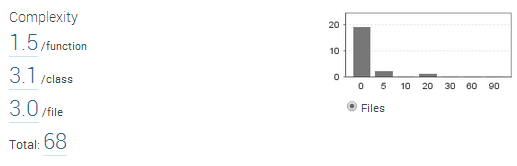 Complexity
1.5 /function
3.1 /class
3.0 /file
Total: 68
20
10
0
0 5 10 20 30 60 90
Files